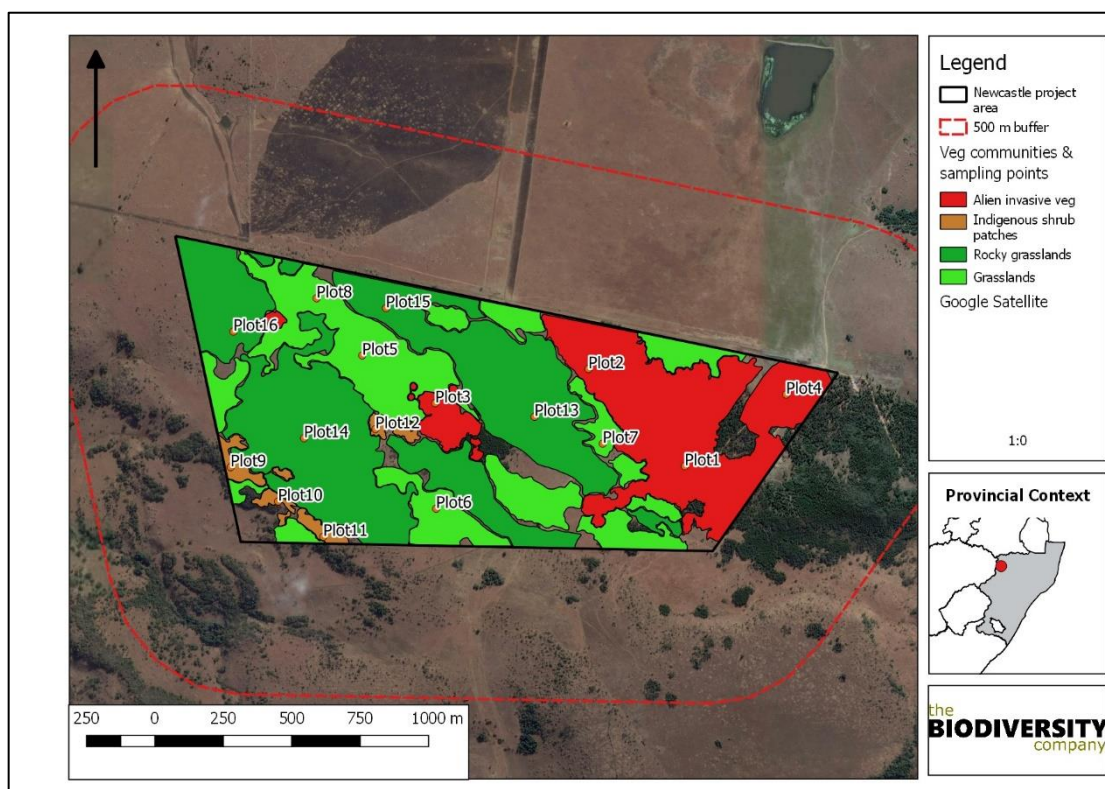 Plot8
Plot15
Plot16
Plot5
Plot2
Plot4
Plot3
Plot12
Plot13
Plot14
Plot7
Plot9
Plot1
Plot10
Plot6
Plot11
250 0 250 500 750 1000 m
Legend
Newcastle project
area
500 m buffer
Veg communities &
sampling points
Alien invasive veg
Indigenous shrub
patches
Rocky grasslands
Grasslands
Google Satellite
1:0
Provincial Context
the
BIODIVERSITY
company